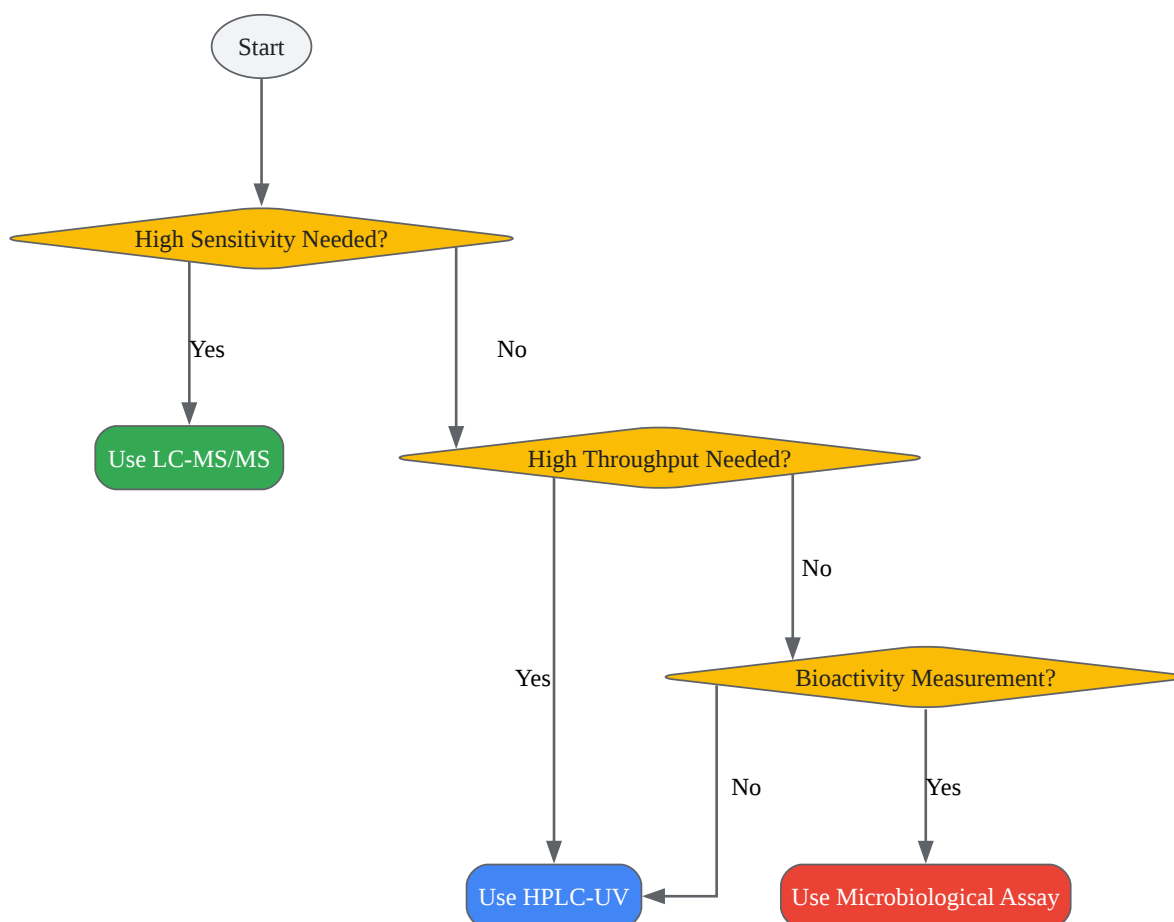 Start
High Sensitivity Needed?
Yes
No
Use LC-MS/MS
High Throughput Needed?
No
Yes
Bioactivity Measurement?
No
Yes
Use HPLC-UV
Use Microbiological Assay